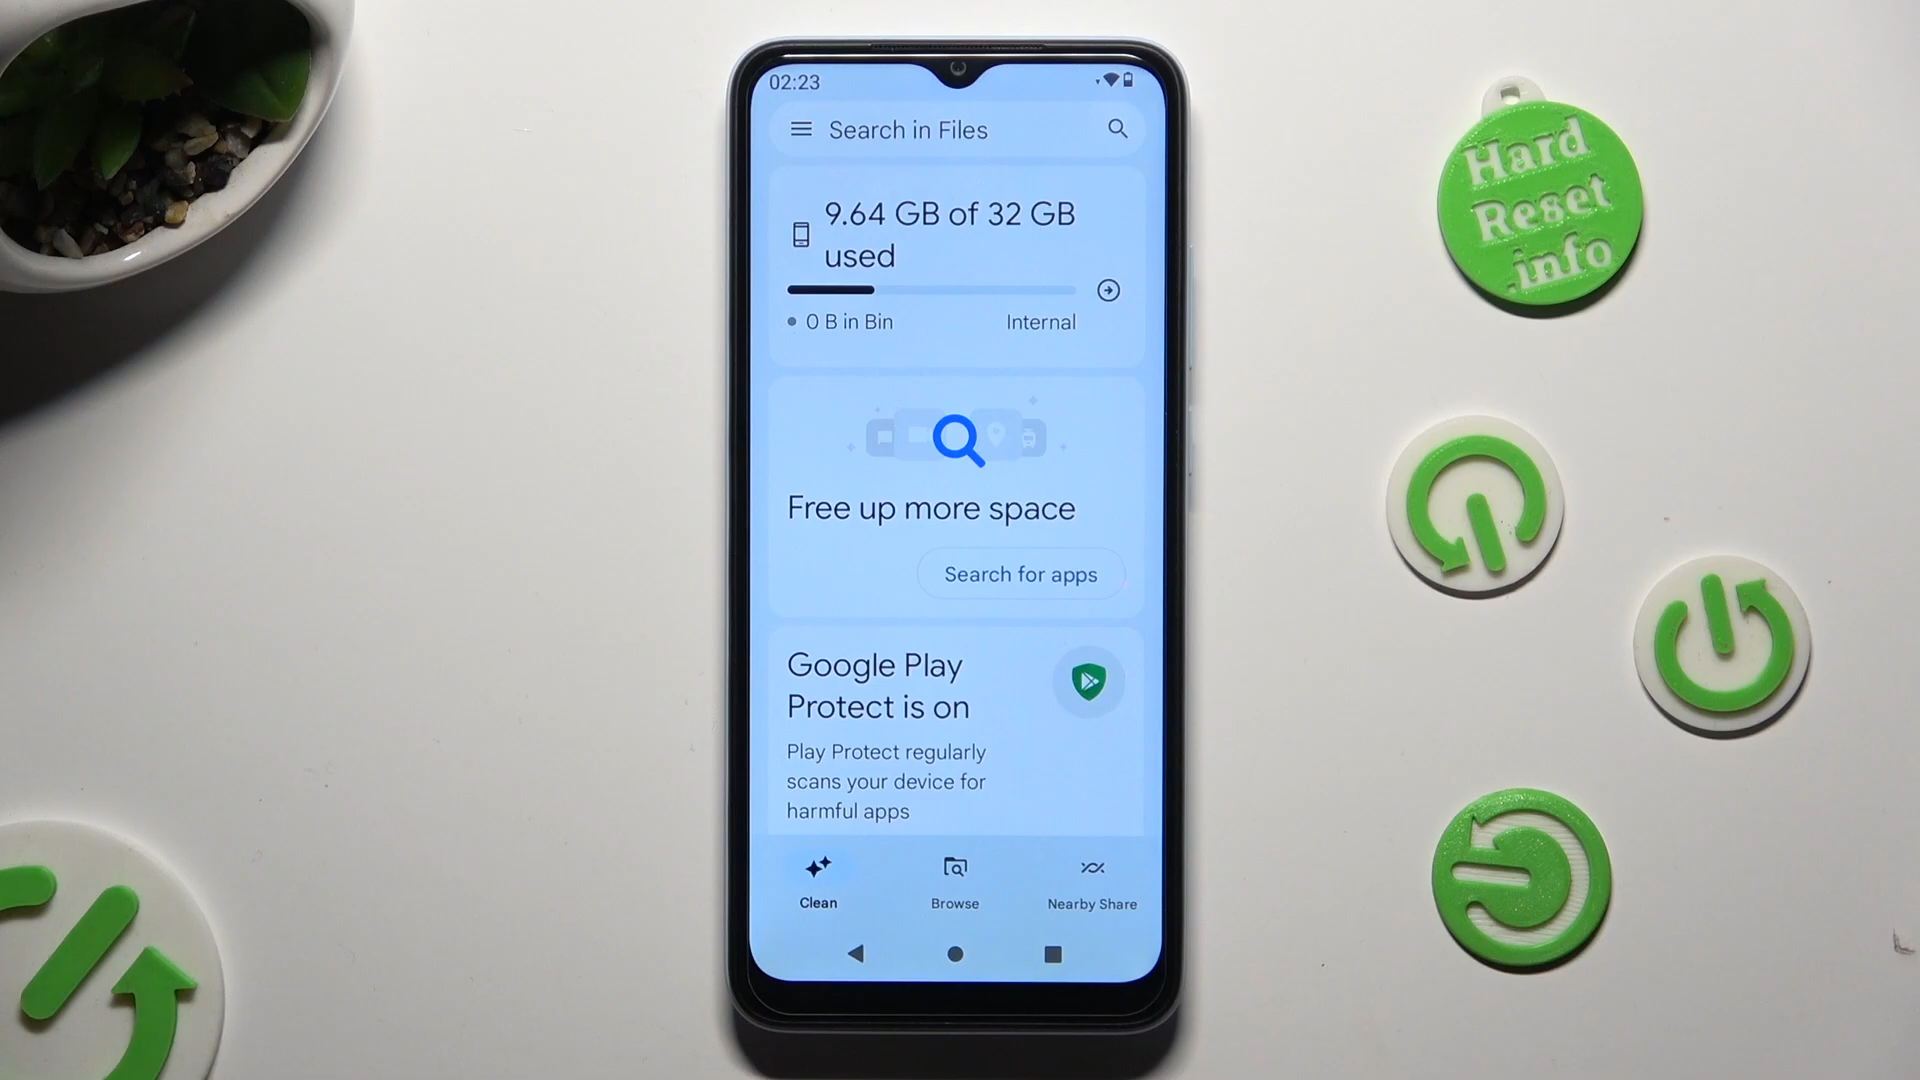 02:23
Search in Files
9.64 GB of 32 GB
used
0 B in Bin
Internal
Free up more space
Search for apps
Google Play
Protect is on
Play Protect regularly
scans your device for
harmful apps
Clean
Browse
Nearby Share
Hard
Reset
.info